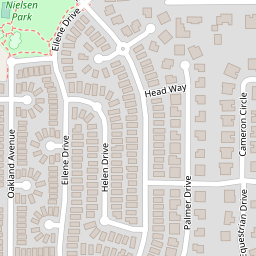 Nielsen
Park
Eilene Drive
Head Way
Cameron Circle
Oakland Avenue
Eilene Drive
Helen Drive
Palmer Drive
Equestrian Drive